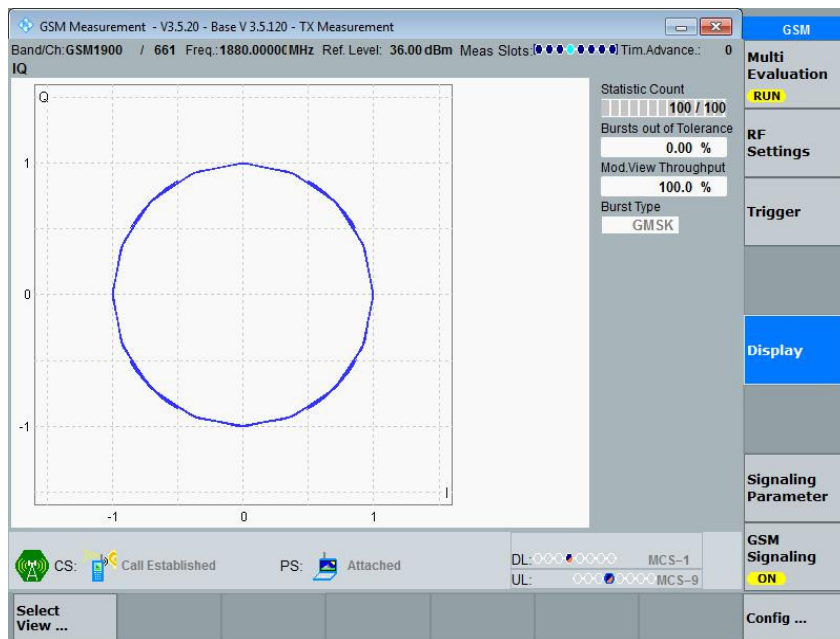 GSM Measurement - V3.5.20 - Base V 3.5.120 - TX Measurement
GSM
Band/Ch: GSM1900 / 661 Freq.: 1880.0000 MHz Ref. Level: 36.00 dBm Meas Slots: Tim.Advance.: 0
IQ
Multi
Evaluation
RUN
Q
1
0
-1
I
-1 0 1
Statistic Count
100 / 100
Bursts out of Tolerance
0.00 %
Mod.View Throughput
100.0 %
Burst Type
GMSK
RF
Settings
Trigger
Display
Signaling
Parameter
GSM
Signaling
ON
CS: Call Established PS: Attached
DL: MCS-1
UL: MCS-9
Select
View ...
Config ...